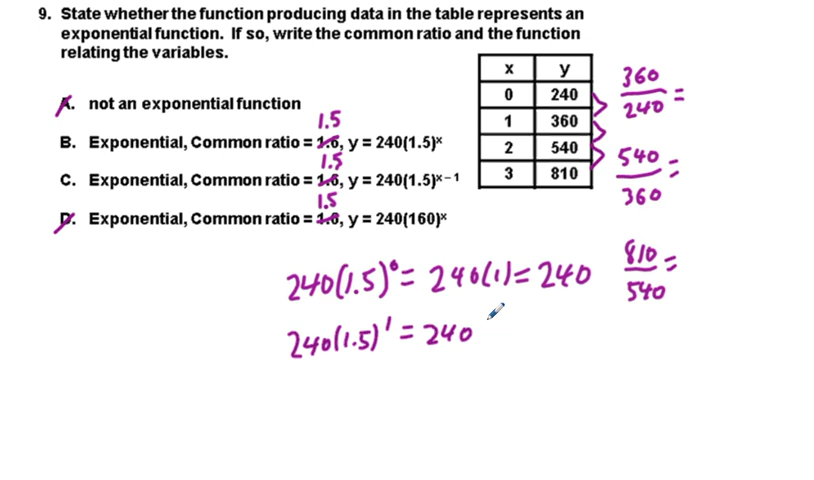 9. State whether the function producing data in the table represents an
exponential function. If so, write the common ratio and the function
relating the variables.
A. not an exponential function
1.5
B. Exponential, Common ratio = 1.6, y = 240(1.5)ˣ
1.5
C. Exponential, Common ratio = 1.6, y = 240(1.5)ˣ⁻¹
1.5
D. Exponential, Common ratio = 1.6, y = 240(160)ˣ
x y
0 240
1 360
2 540
3 810
360/240 =
540/360 =
810/540 =
240(1.5)⁰ = 240(1) = 240
240(1.5)¹ = 240